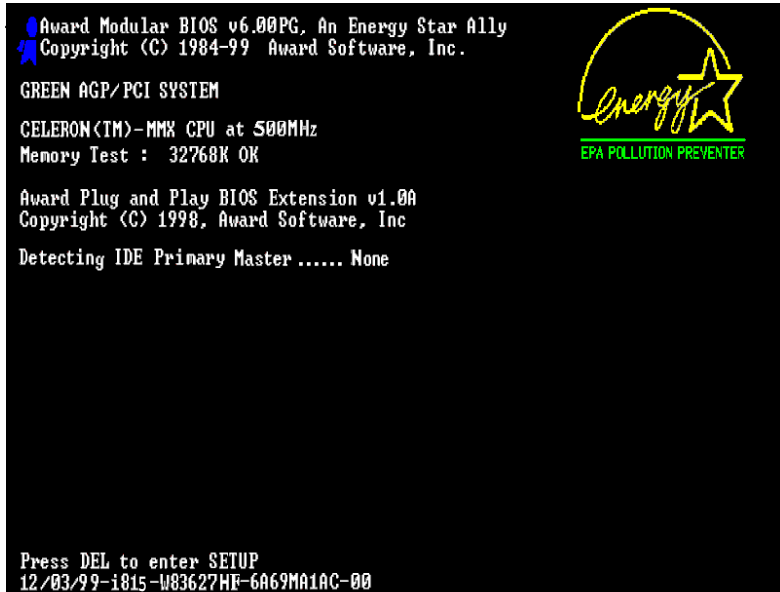 Award Modular BIOS v6.00PG, An Energy Star Ally
Copyright (C) 1984-99 Award Software, Inc.
GREEN AGP/PCI SYSTEM
CELERON(TM)-MMX CPU at 500MHz
Memory Test : 32768K OK
Award Plug and Play BIOS Extension v1.0A
Copyright (C) 1998, Award Software, Inc
Detecting IDE Primary Master ...... None
energy
EPA POLLUTION PREVENTER
Press DEL to enter SETUP
12/03/99-i815-W83627HF-6A69MA1AC-00